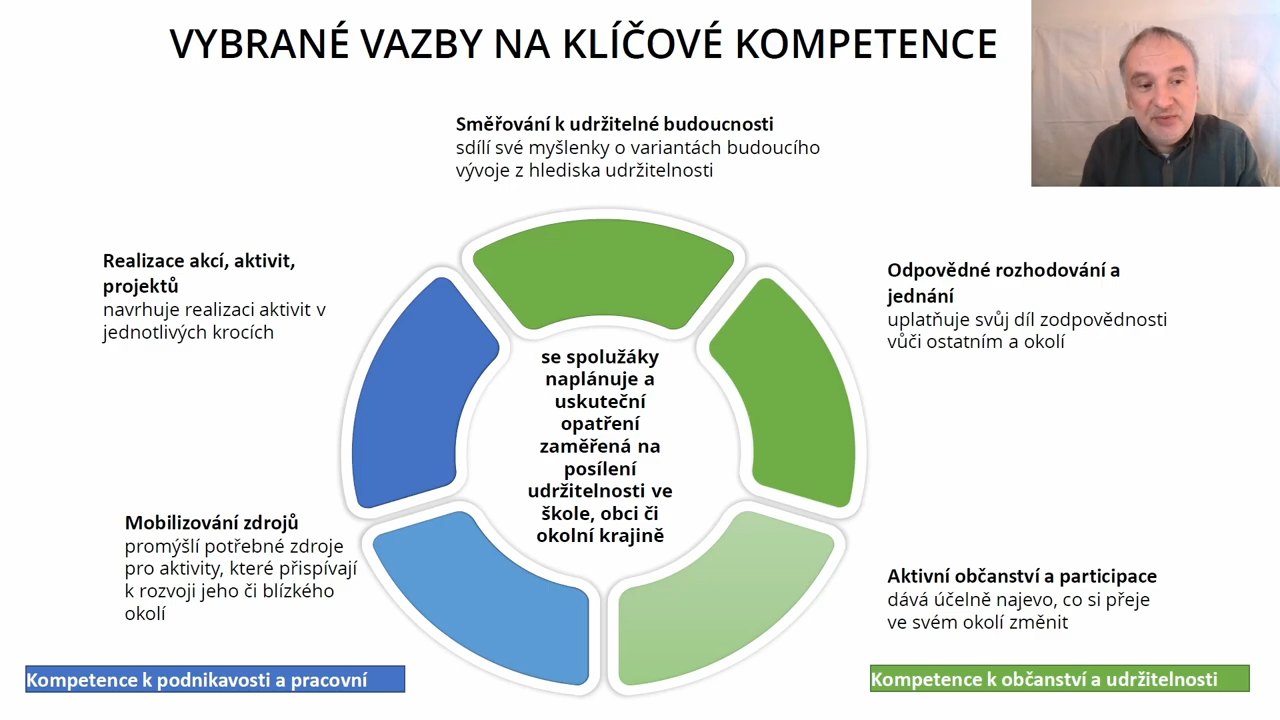 VYBRANÉ VAZBY NA KLÍČOVÉ KOMPETENCE
Směřování k udržitelné budoucnosti
sdílí své myšlenky o variantách budoucího
vývoje z hlediska udržitelnosti
Realizace akcí, aktivit,
projektů
navrhuje realizaci aktivit v
jednotlivých krocích
Odpovědné rozhodování a
jednání
uplatňuje svůj díl zodpovědnosti
vůči ostatním a okolí
se spolužáky
naplánuje a
uskuteční
opatření
zaměřená na
posílení
udržitelnosti ve
škole, obci či
okolní krajině
Mobilizování zdrojů
promýšlí potřebné zdroje
pro aktivity, které přispívají
k rozvoji jeho či blízkého
okolí
Aktivní občanství a participace
dává účelně najevo, co si přeje
ve svém okolí změnit
Kompetence k podnikavosti a pracovní
Kompetence k občanství a udržitelnosti